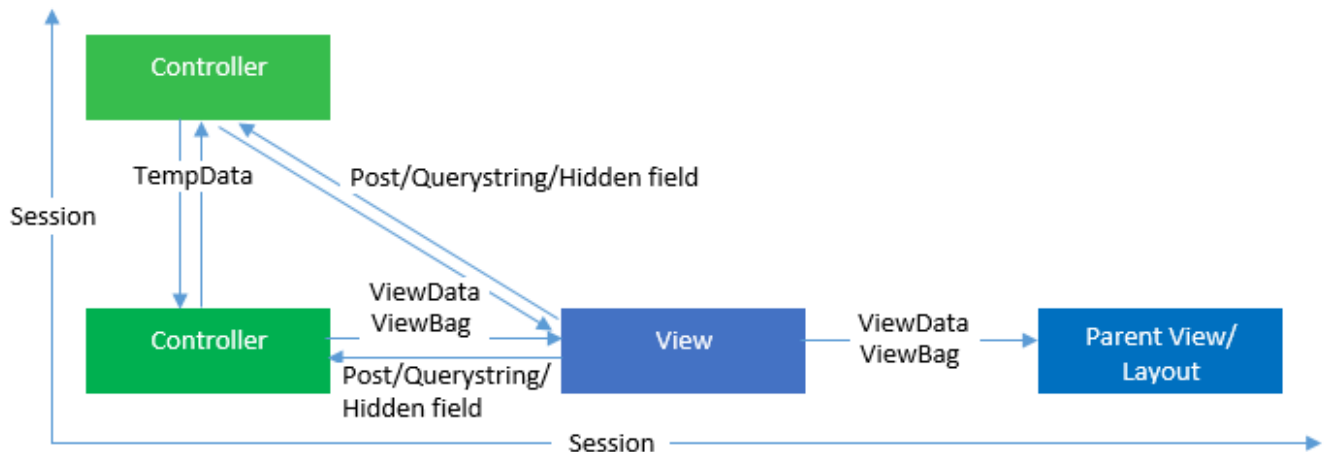 Controller
TempData
Post/Querystring/Hidden field
Session
Controller
ViewData
ViewBag
Post/Querystring/
Hidden field
View
ViewData
ViewBag
Parent View/
Layout
Session